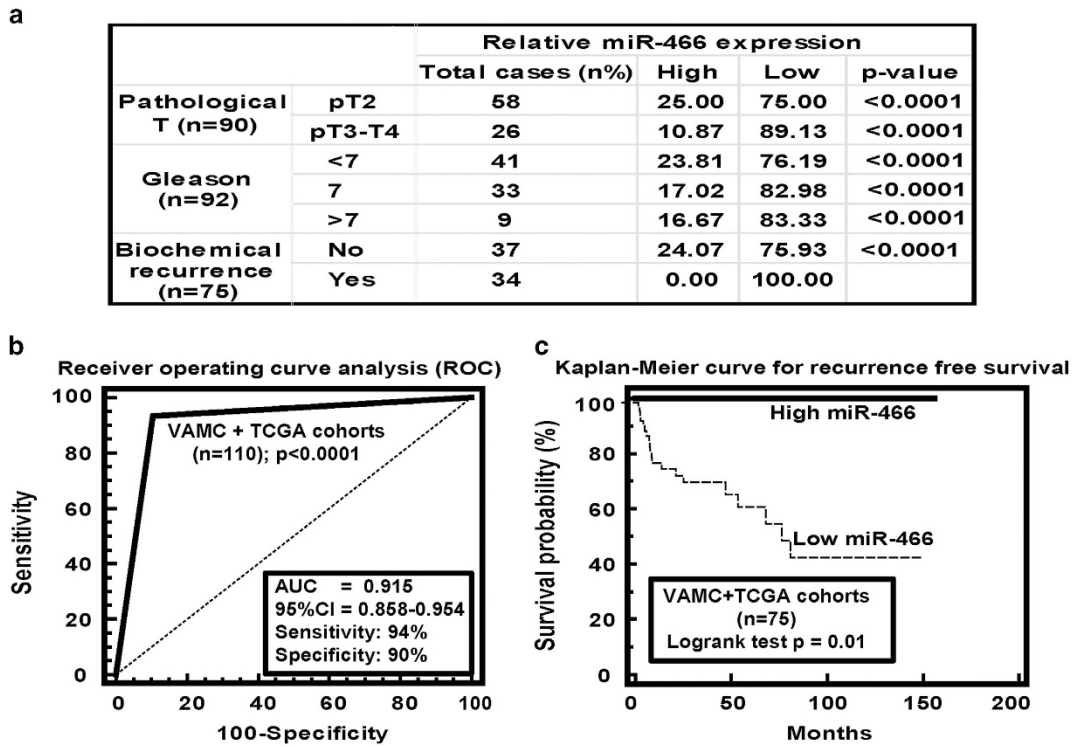 a
Relative miR-466 expression
Total cases (n%) High Low p-value
Pathological T (n=90) pT2 58 25.00 75.00 <0.0001
pT3-T4 26 10.87 89.13 <0.0001
Gleason (n=92) <7 41 23.81 76.19 <0.0001
7 33 17.02 82.98 <0.0001
>7 9 16.67 83.33 <0.0001
Biochemical recurrence (n=75) No 37 24.07 75.93 <0.0001
Yes 34 0.00 100.00
b
Receiver operating curve analysis (ROC)
100
80
60
40
20
0
Sensitivity
VAMC + TCGA cohorts
(n=110); p<0.0001
AUC = 0.915
95%CI = 0.858-0.954
Sensitivity: 94%
Specificity: 90%
0 20 40 60 80 100
100-Specificity
c
Kaplan-Meier curve for recurrence free survival
100
80
60
40
20
0
Survival probability (%)
High miR-466
Low miR-466
VAMC+TCGA cohorts
(n=75)
Logrank test p = 0.01
0 50 100 150 200
Months